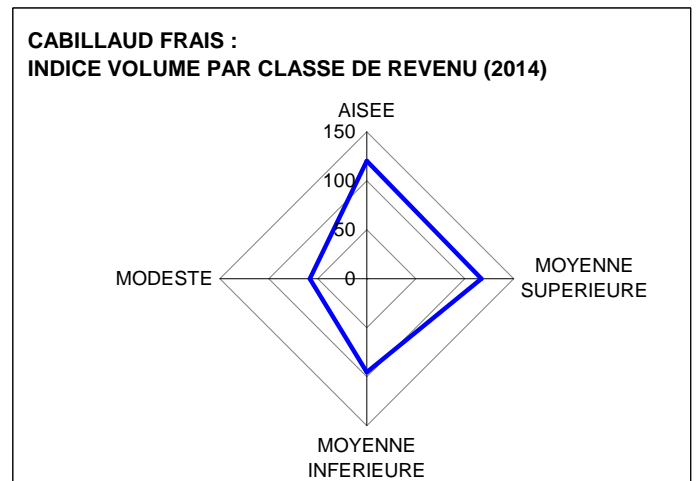 CABILLAUD FRAIS :
INDICE VOLUME PAR CLASSE DE REVENU (2014)
AISEE
150
100
50
0
MODESTE
MOYENNE
SUPERIEURE
MOYENNE
INFERIEURE